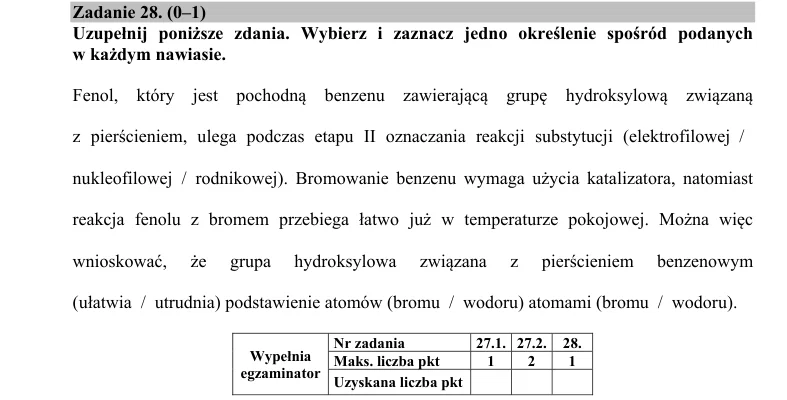 Zadanie 28. (0–1)
Uzupełnij poniższe zdania. Wybierz i zaznacz jedno określenie spośród podanych
w każdym nawiasie.
Fenol, który jest pochodną benzenu zawierającą grupę hydroksylową związaną
z pierścieniem, ulega podczas etapu II oznaczania reakcji substytucji (elektrofilowej /
nukleofilowej / rodnikowej). Bromowanie benzenu wymaga użycia katalizatora, natomiast
reakcja fenolu z bromem przebiega łatwo już w temperaturze pokojowej. Można więc
wnioskować, że grupa hydroksylowa związana z pierścieniem benzenowym
(ułatwia / utrudnia) podstawienie atomów (bromu / wodoru) atomami (bromu / wodoru).
Wypełnia egzaminator
Nr zadania 27.1. 27.2. 28.
Maks. liczba pkt 1 2 1
Uzyskana liczba pkt